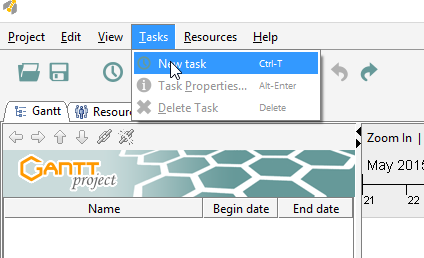 Project Edit View Tasks Resources Help
New task Ctrl-T
Task Properties... Alt-Enter
Delete Task Delete
Gantt Resour
Zoom In
GANTT
project
May 2015
Name Begin date End date
21 22